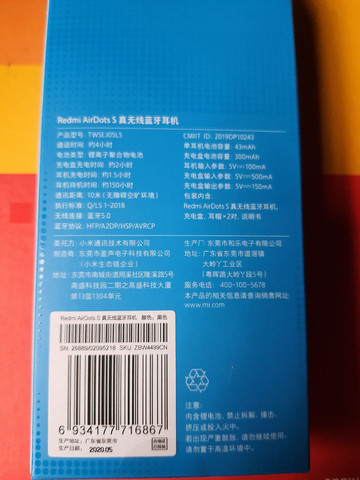 Redmi AirDots S 真无线蓝牙耳机
产品型号: TWSEJ05LS
通话时间: 约4小时
电池类型: 锂离子聚合物电池
充电盒充电时间: 约2小时
耳机充电时间: 约1.5小时
耳机待机时间: 约150小时
通讯距离: 10米 (无障碍空旷环境)
执行标准: Q/LS 1-2018
无线连接: 蓝牙5.0
蓝牙协议: HFP/A2DP/HSP/AVRCP
CMIIT ID: 2019DP10243
单耳机电池容量: 43mAh
充电盒电池容量: 300mAh
耳机输入参数: 5V⎓100mA
充电盒输入参数: 5V⎓500mA
充电盒输出参数: 5V⎓150mA
包装内含:
Redmi AirDots S 真无线蓝牙耳机、
充电盒、耳帽×2对、说明书
委托方: 小米通讯技术有限公司
制造商: 东莞市蓝声电子科技有限公司
(小米生态链企业)
地址: 东莞市南城街道周溪社区隆溪路5号
高盛科技园二期之高盛科技大厦
第13层1304单元
生产厂: 东莞市和乐电子有限公司
地址: 广东省东莞市道滘镇
大岭丫工业区
(粤晖路大岭丫段5号)
服务热线: 400-100-5678
本产品的相关信息请查询销售网址:
www.mi.com
Redmi AirDots S 真无线蓝牙耳机 颜色: 黑色
SN: 26889/02095218 SKU: ZBW4499CN
6 934177 716867
生产地址: 广东省东莞市
生产日期: 2020.05
注意:
内含锂电池, 禁止拆解、撞击、
挤压或投入火中。
若出现严重鼓胀, 请勿继续使用。
请勿置于高温环境中。